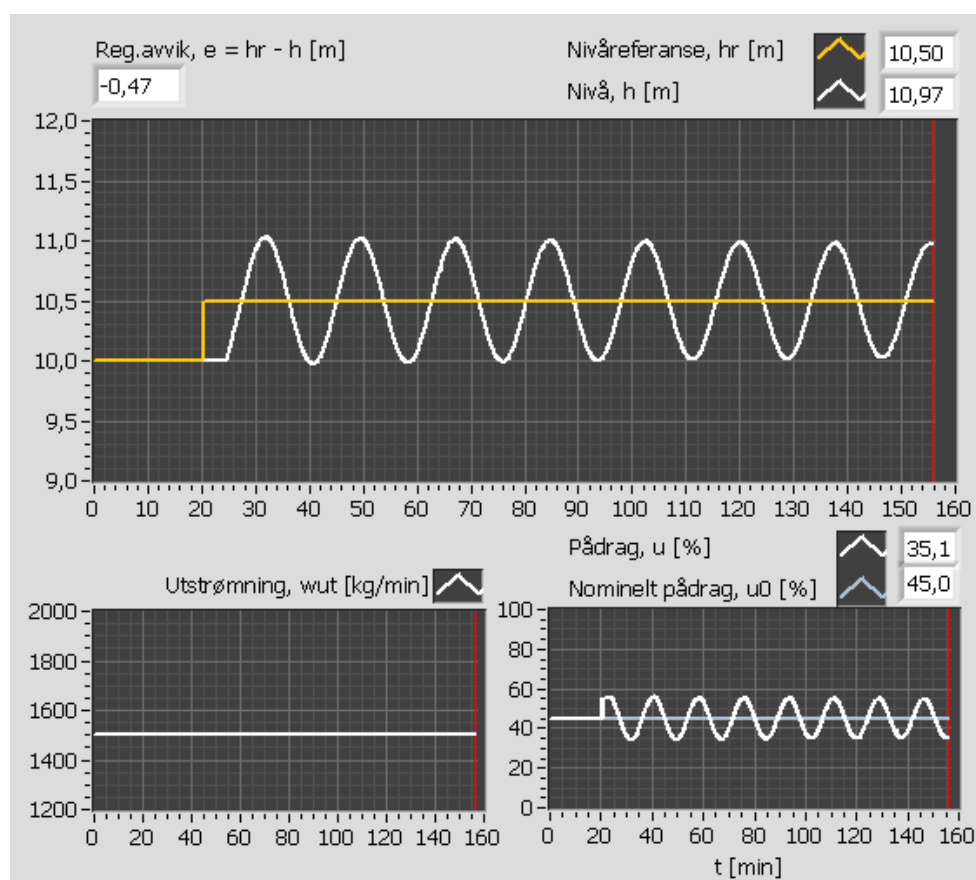 Reg.avvik, e = hr - h [m]
-0,47
Nivåreferanse, hr [m]
10,50
Nivå, h [m]
10,97
12,0
11,5
11,0
10,5
10,0
9,5
9,0
0 10 20 30 40 50 60 70 80 90 100 110 120 130 140 150 160
Utstrømning, wut [kg/min]
2000
1800
1600
1400
1200
0 20 40 60 80 100 120 140 160
Pådrag, u [%]
35,1
Nominelt pådrag, u0 [%]
45,0
100
80
60
40
20
0
0 20 40 60 80 100 120 140 160
t [min]